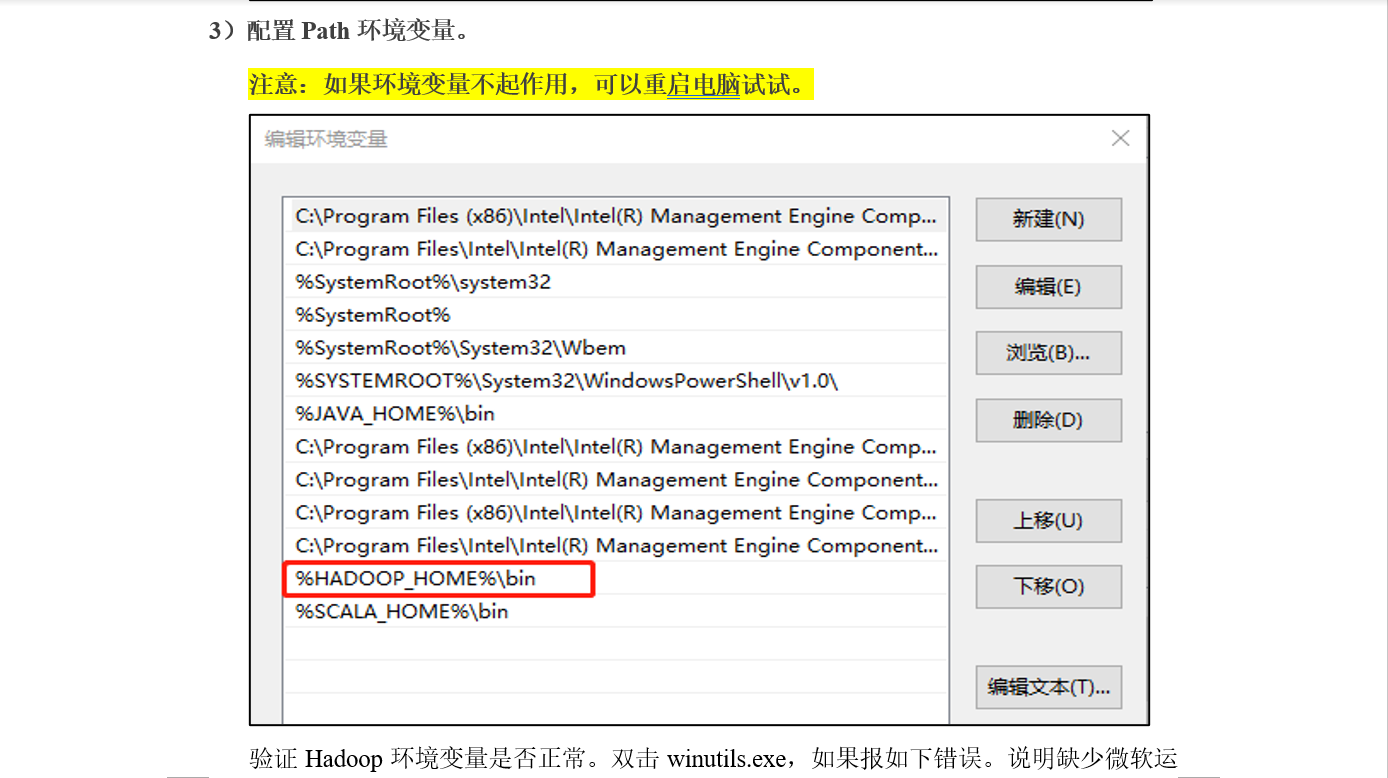 3）配置 Path 环境变量。
注意：如果环境变量不起作用，可以重启电脑试试。
编辑环境变量
C:\Program Files (x86)\Intel\Intel(R) Management Engine Comp...
新建(N)
C:\Program Files\Intel\Intel(R) Management Engine Component...
%SystemRoot%\system32
编辑(E)
%SystemRoot%
%SystemRoot%\System32\Wbem
浏览(B)...
%SYSTEMROOT%\System32\WindowsPowerShell\v1.0\
%JAVA_HOME%\bin
删除(D)
C:\Program Files (x86)\Intel\Intel(R) Management Engine Comp...
C:\Program Files\Intel\Intel(R) Management Engine Component...
C:\Program Files (x86)\Intel\Intel(R) Management Engine Comp...
上移(U)
C:\Program Files\Intel\Intel(R) Management Engine Component...
%HADOOP_HOME%\bin
下移(O)
%SCALA_HOME%\bin
编辑文本(T)...
验证 Hadoop 环境变量是否正常。双击 winutils.exe，如果报如下错误。说明缺少微软运